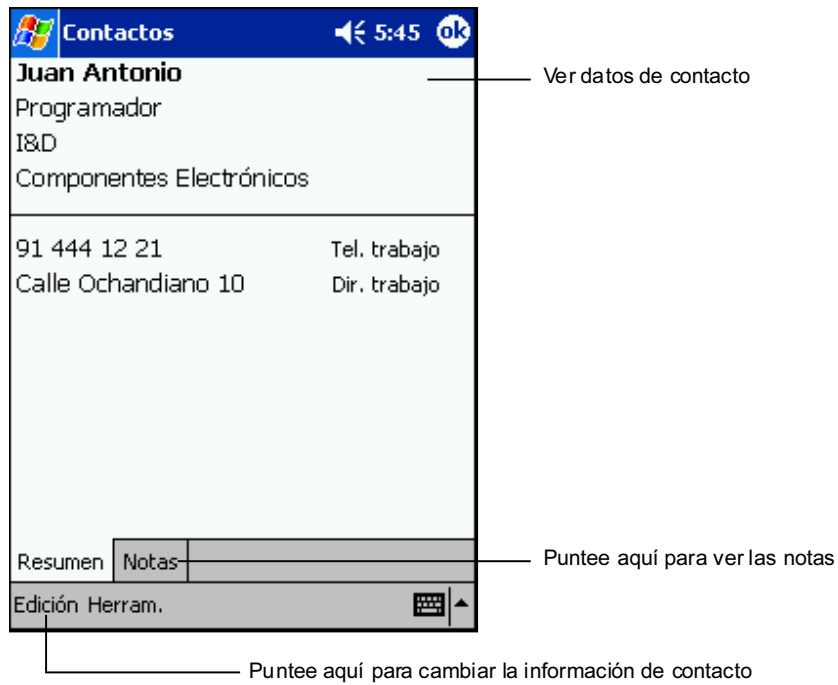 Contactos 5:45 ok
Juan Antonio
Ver datos de contacto
Programador
I&D
Componentes Electrónicos
91 444 12 21 Tel. trabajo
Calle Ochandiano 10 Dir. trabajo
Resumen Notas
Puntee aquí para ver las notas
Edición Herram.
Puntee aquí para cambiar la información de contacto